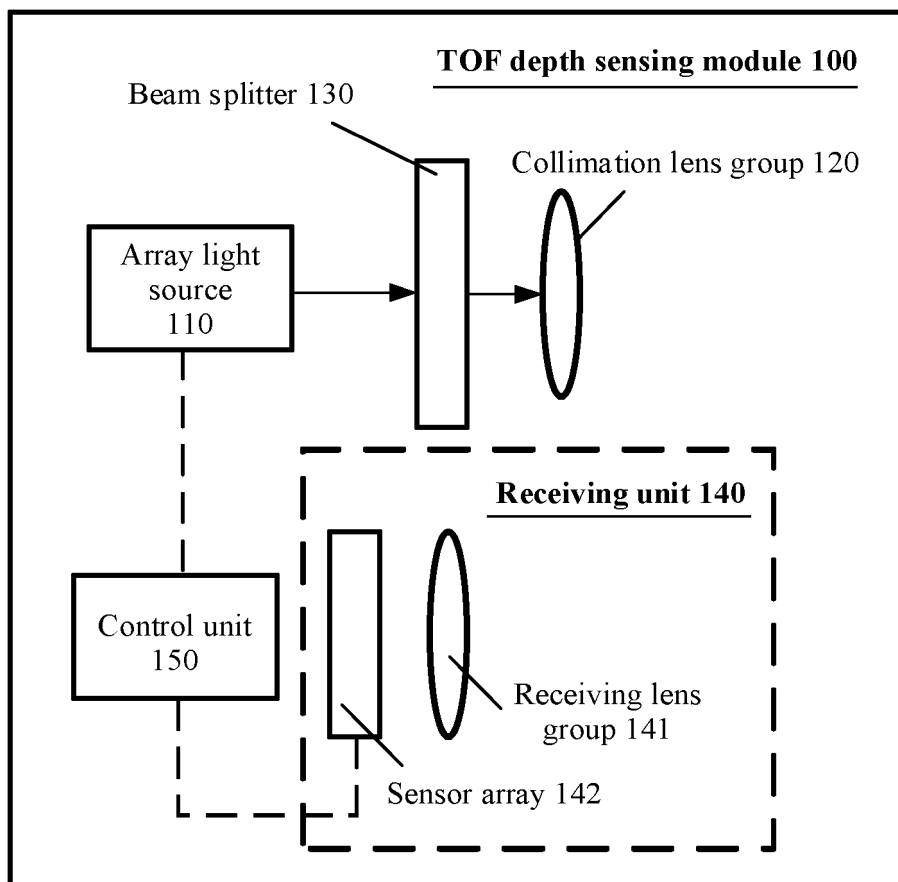 TOF depth sensing module 100
Beam splitter 130
Collimation lens group 120
Array light
source
110
Receiving unit 140
Control unit
150
Receiving lens
group 141
Sensor array 142